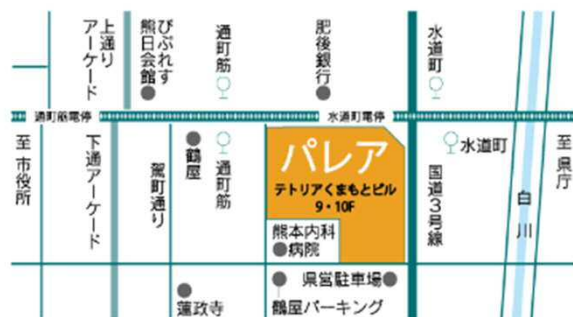 上通り
アーケード
びぷれす
熊日会館
通町筋
肥後銀行
水道町
通町筋電停
水道町電停
至市役所
下通アーケード
駕町通り
鶴屋
通町筋
パレア
テトリアくまもとビル
9・10F
熊本内科
病院
国道3号線
水道町
白川
至県庁
蓮政寺
県営駐車場
鶴屋パーキング